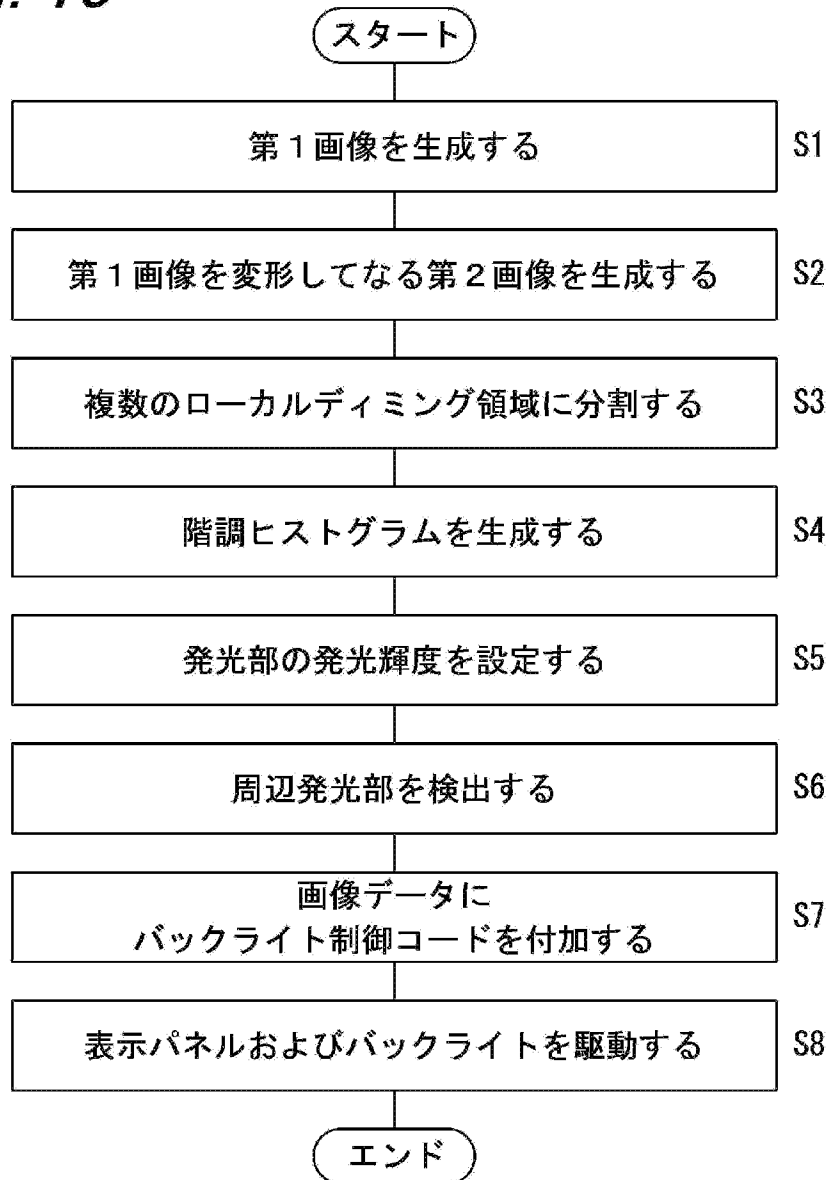 スタート
第1画像を生成する S1
第1画像を変形してなる第2画像を生成する S2
複数のローカルディミング領域に分割する S3
階調ヒストグラムを生成する S4
発光部の発光輝度を設定する S5
周辺発光部を検出する S6
画像データに
バックライト制御コードを付加する S7
表示パネルおよびバックライトを駆動する S8
エンド